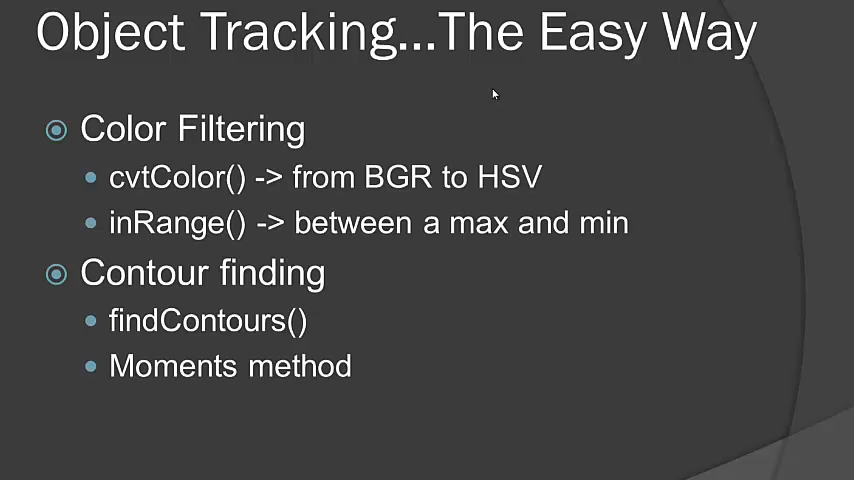 Object Tracking...The Easy Way
Color Filtering
cvtColor() -> from BGR to HSV
inRange() -> between a max and min
Contour finding
findContours()
Moments method